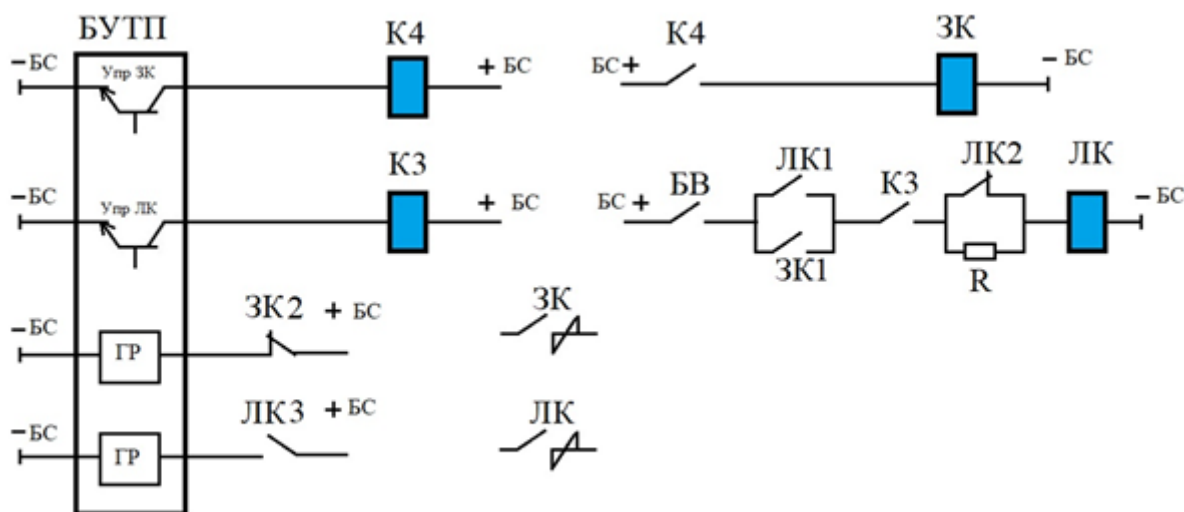 БУТП
К4
К4
ЗК
− БС
Упр ЗК
+ БС
БС +
− БС
К3
ЛК1
ЛК2
ЛК
− БС
Упр ЛК
+ БС
БС +
БВ
К3
− БС
ЗК1
R
− БС
ГР
ЗК2
+ БС
ЗК
− БС
ГР
ЛК3
+ БС
ЛК